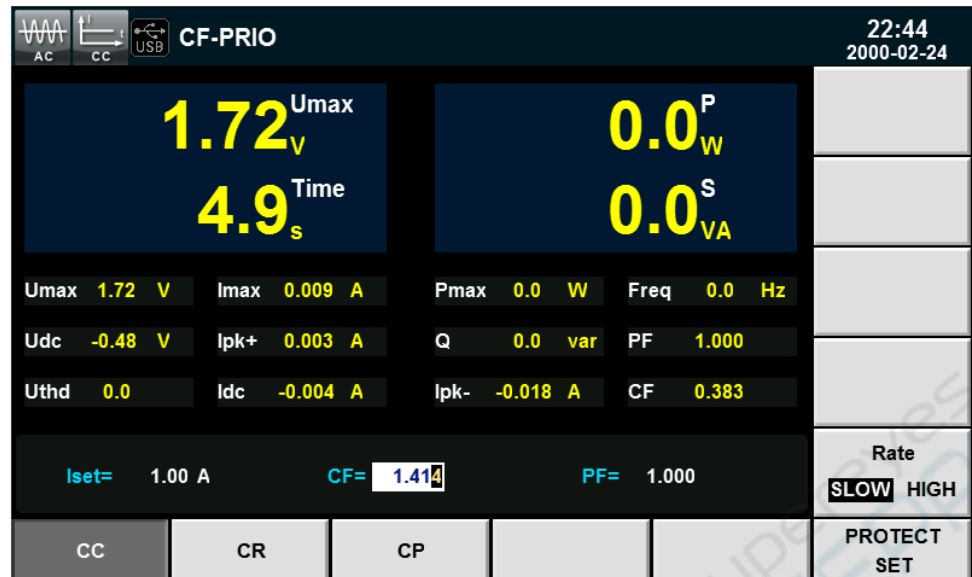 AC
CC
USB
CF-PRIO
22:44
2000-02-24
1.72 V Umax
0.0 W P
4.9 s Time
0.0 VA S
Umax 1.72 V Imax 0.009 A Pmax 0.0 W Freq 0.0 Hz
Udc -0.48 V Ipk+ 0.003 A Q 0.0 var PF 1.000
Uthd 0.0 Idc -0.004 A Ipk- -0.018 A CF 0.383
Iset= 1.00 A CF= 1.414 PF= 1.000
Rate
SLOW HIGH
CC CR CP
PROTECT
SET